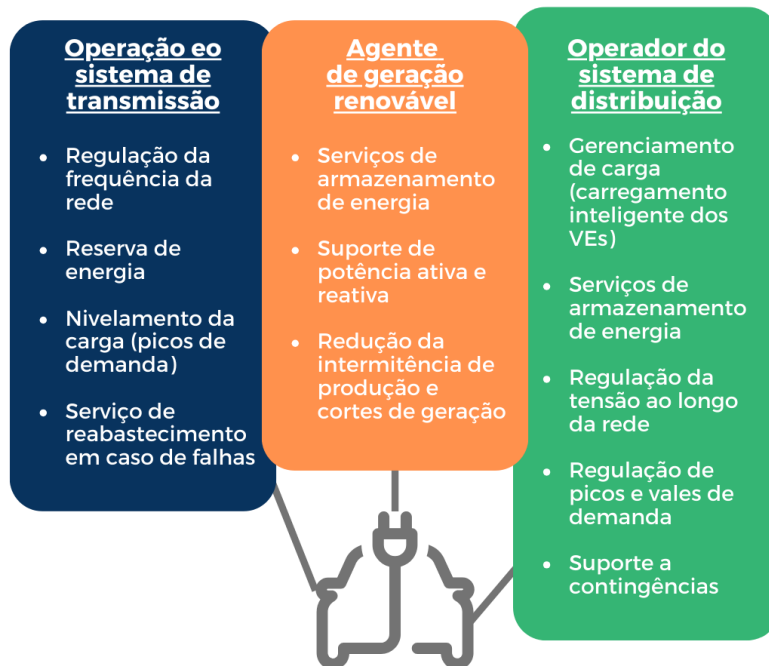 Operação eo
sistema de
transmissão
• Regulação da
frequência da
rede
• Reserva de
energia
• Nivelamento da
carga (picos de
demanda)
• Serviço de
reabastecimento
em caso de falhas
Agente
de geração
renovável
• Serviços de
armazenamento
de energia
• Suporte de
potência ativa e
reativa
• Redução da
intermitência de
produção e
cortes de geração
Operador do
sistema de
distribuição
• Gerenciamento
de carga
(carregamento
inteligente dos
VEs)
• Serviços de
armazenamento
de energia
• Regulação da
tensão ao longo
da rede
• Regulação de
picos e vales de
demanda
• Suporte a
contingências